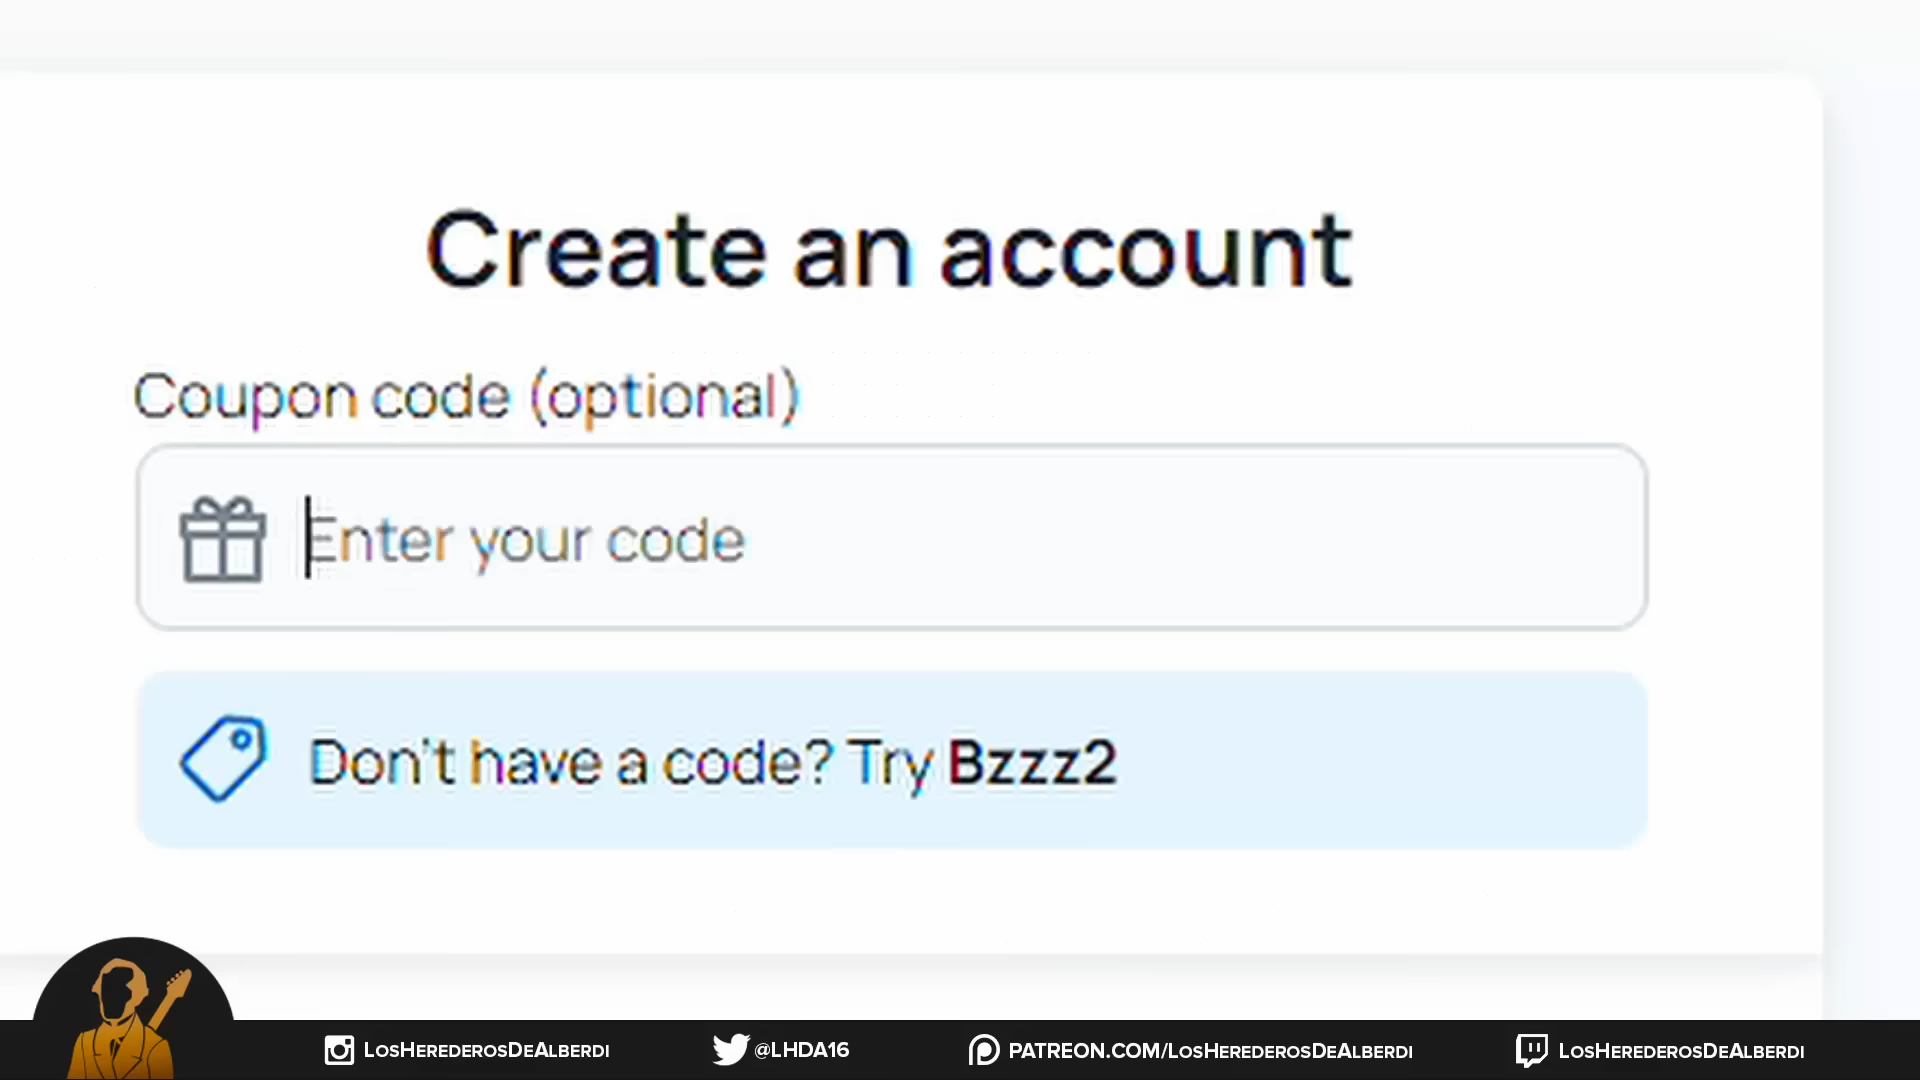 Create an account
Coupon code (optional)
Enter your code
Don't have a code? Try Bzzz2
LosHerederosDeAlberdi
@LHDA16
PATREON.COM/LosHerederosDeAlberdi
LosHerederosDeAlberdi